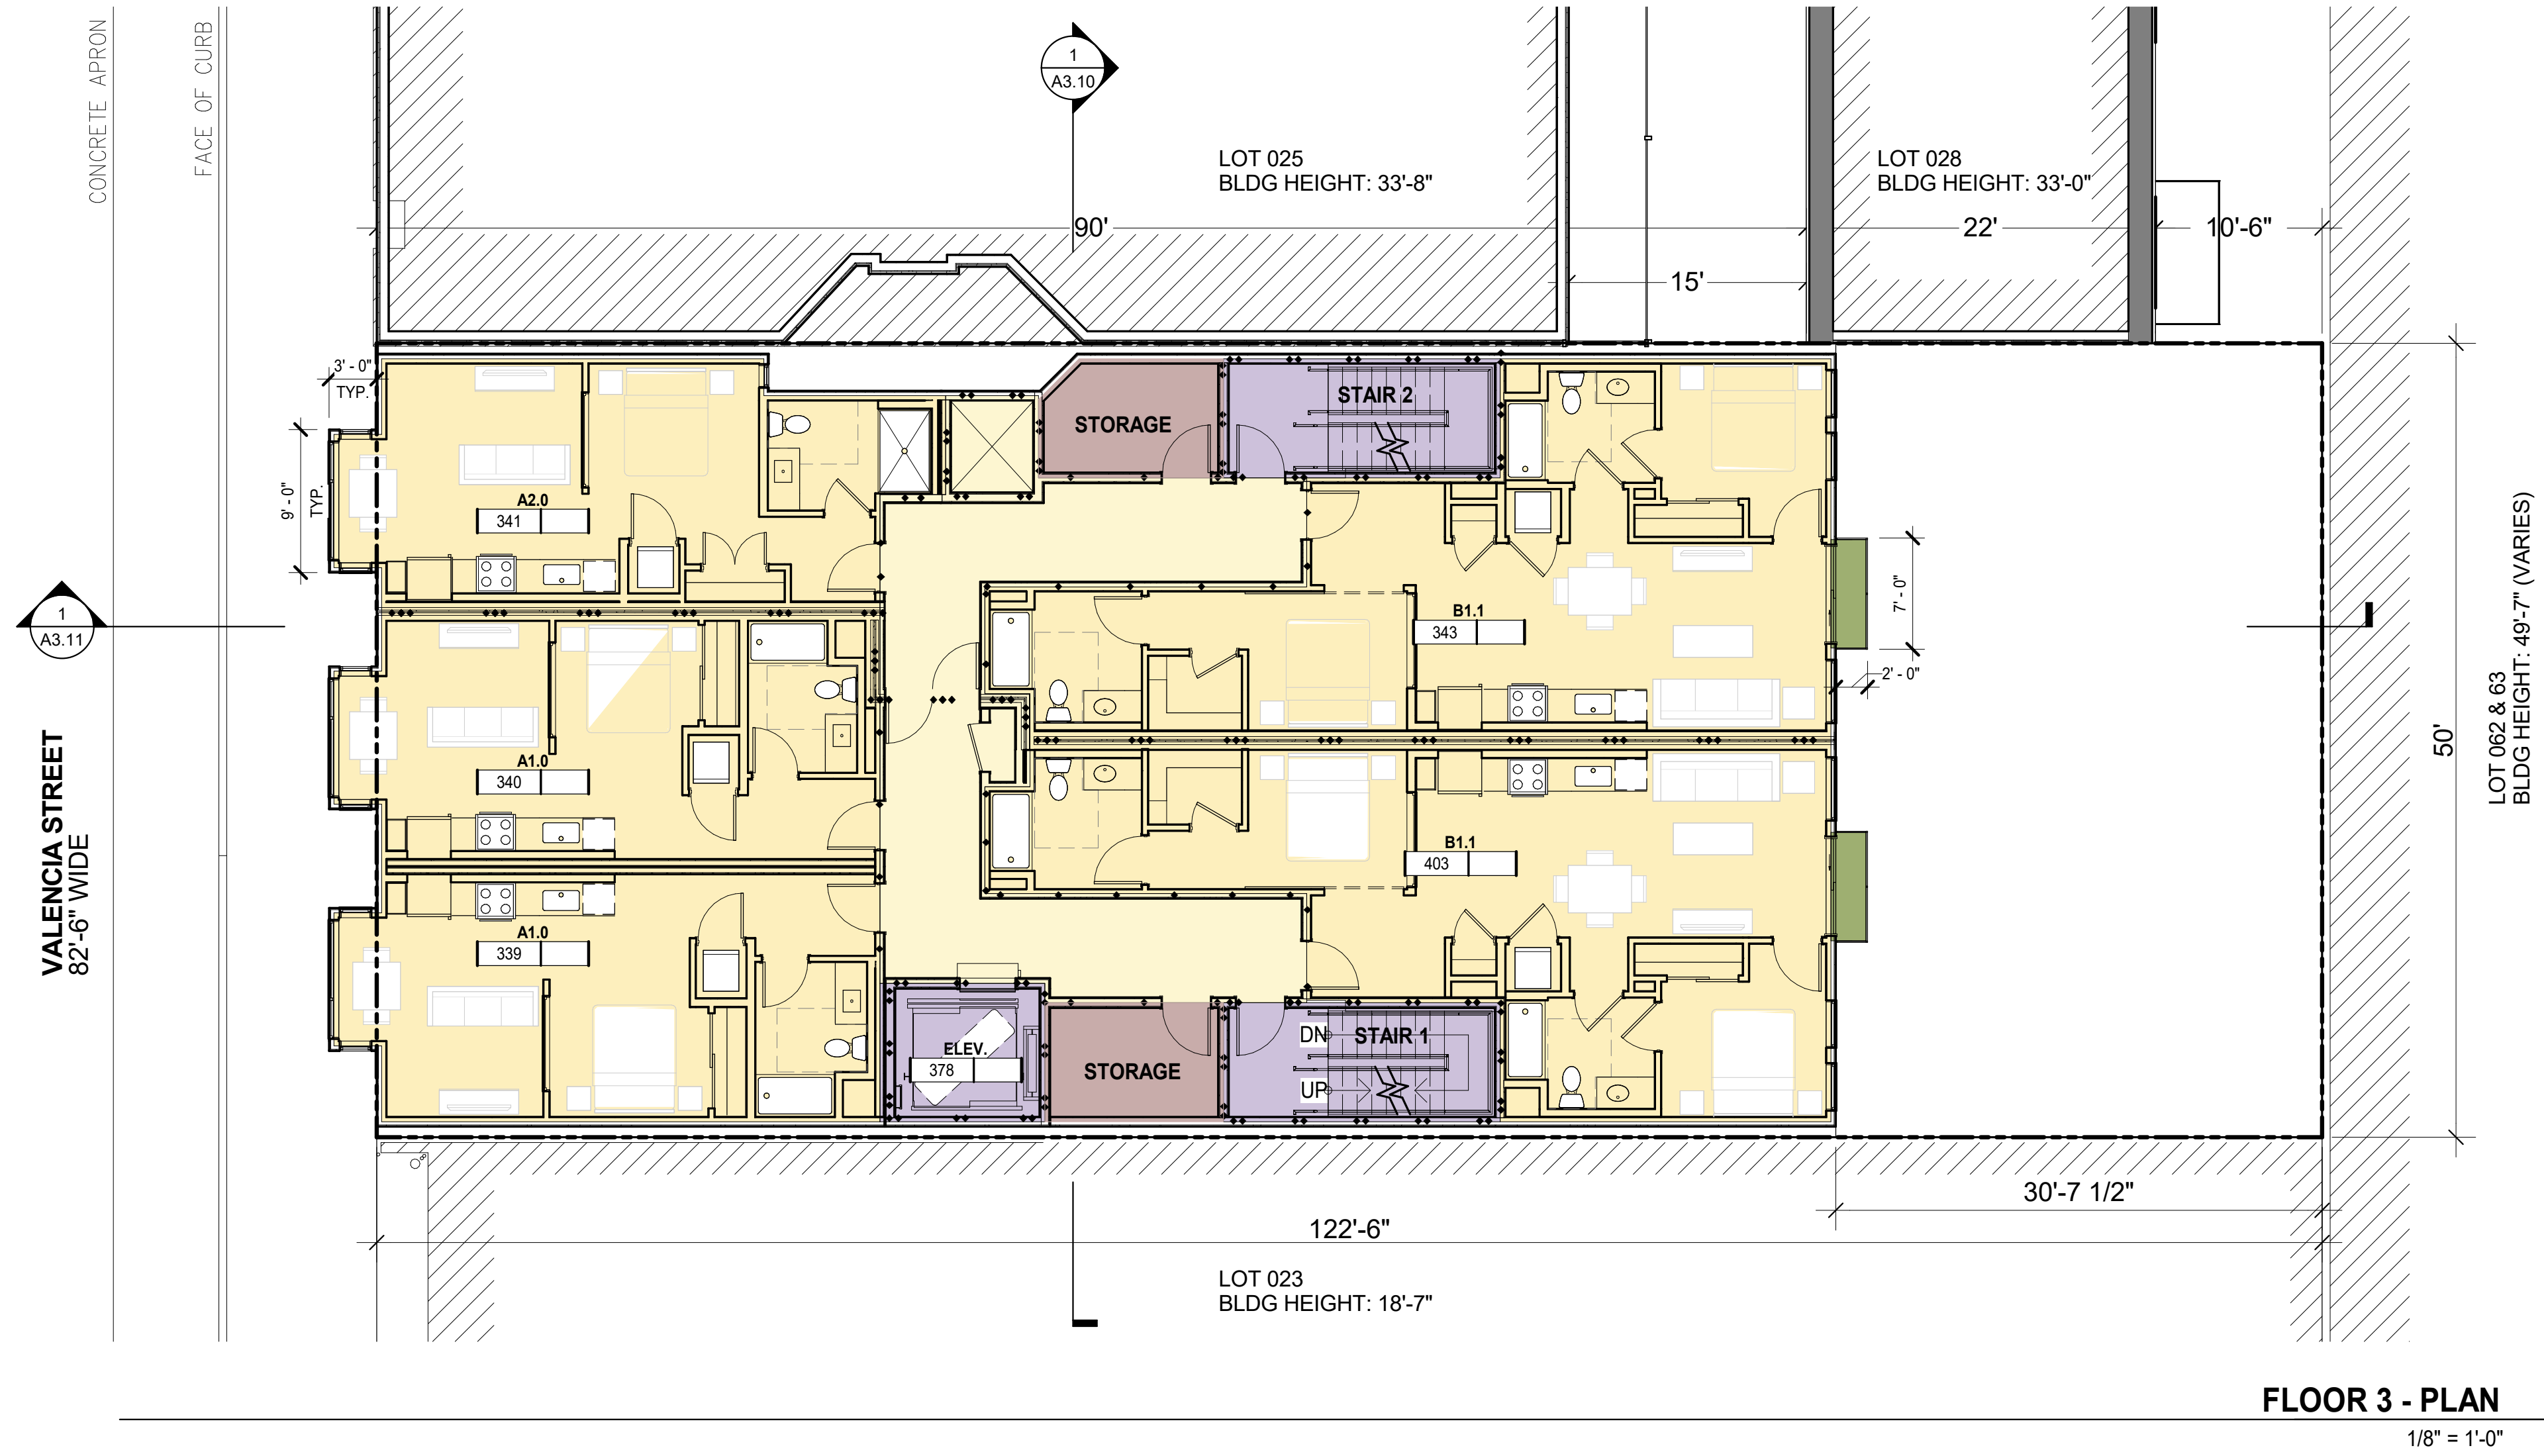 CONCRETE APRON
FACE OF CURB
1
A3.10
LOT 025
BLDG HEIGHT: 33'-8"
LOT 028
BLDG HEIGHT: 33'-0"
90'
22'
10'-6"
15'
3' - 0"
TYP.
9' - 0"
TYP.
STORAGE
STAIR 2
A2.0
341
1
A3.11
B1.1
343
7' - 0"
2' - 0"
50'
LOT 062 & 63
BLDG HEIGHT: 49'-7" (VARIES)
VALENCIA STREET
82'-6" WIDE
A1.0
340
B1.1
403
A1.0
339
ELEV.
378
STORAGE
DN
STAIR 1
UP
30'-7 1/2"
122'-6"
LOT 023
BLDG HEIGHT: 18'-7"
FLOOR 3 - PLAN
1/8" = 1'-0"